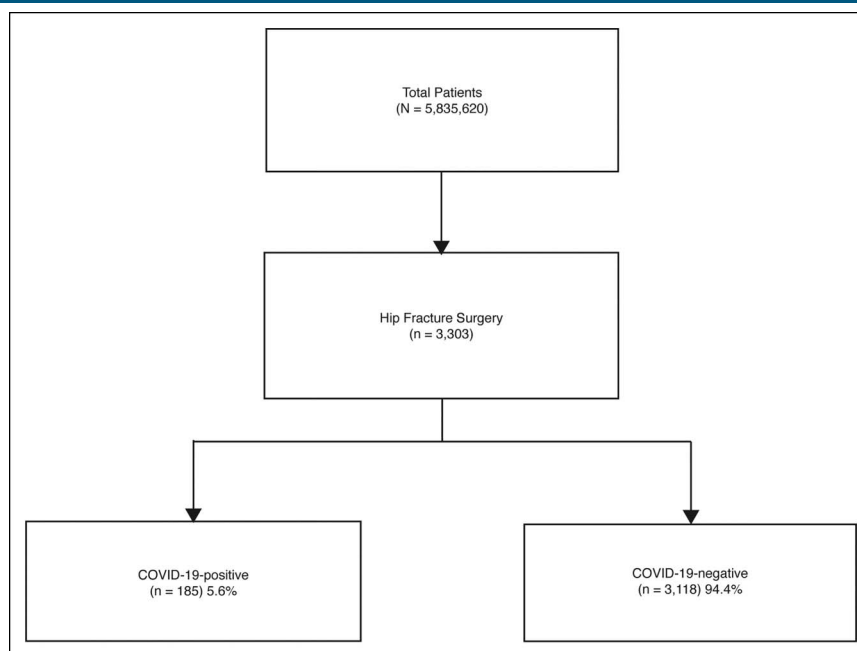 Total Patients
(N = 5,835,620)
Hip Fracture Surgery
(n = 3,303)
COVID-19-positive
(n = 185) 5.6%
COVID-19-negative
(n = 3,118) 94.4%